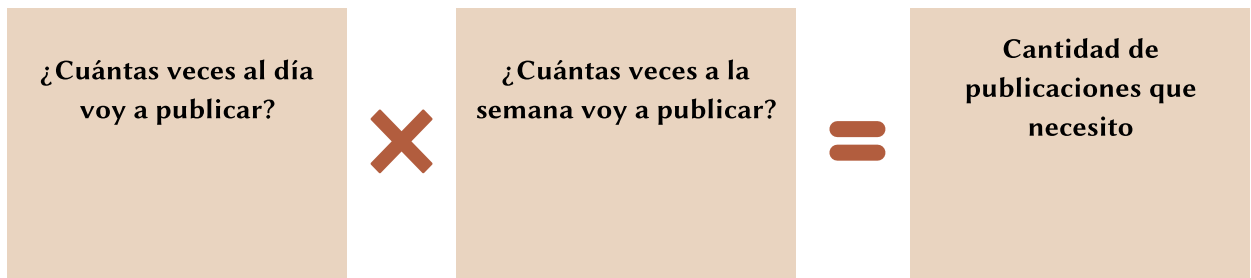 ¿Cuántas veces al día
voy a publicar?
¿Cuántas veces a la
semana voy a publicar?
Cantidad de
publicaciones que
necesito